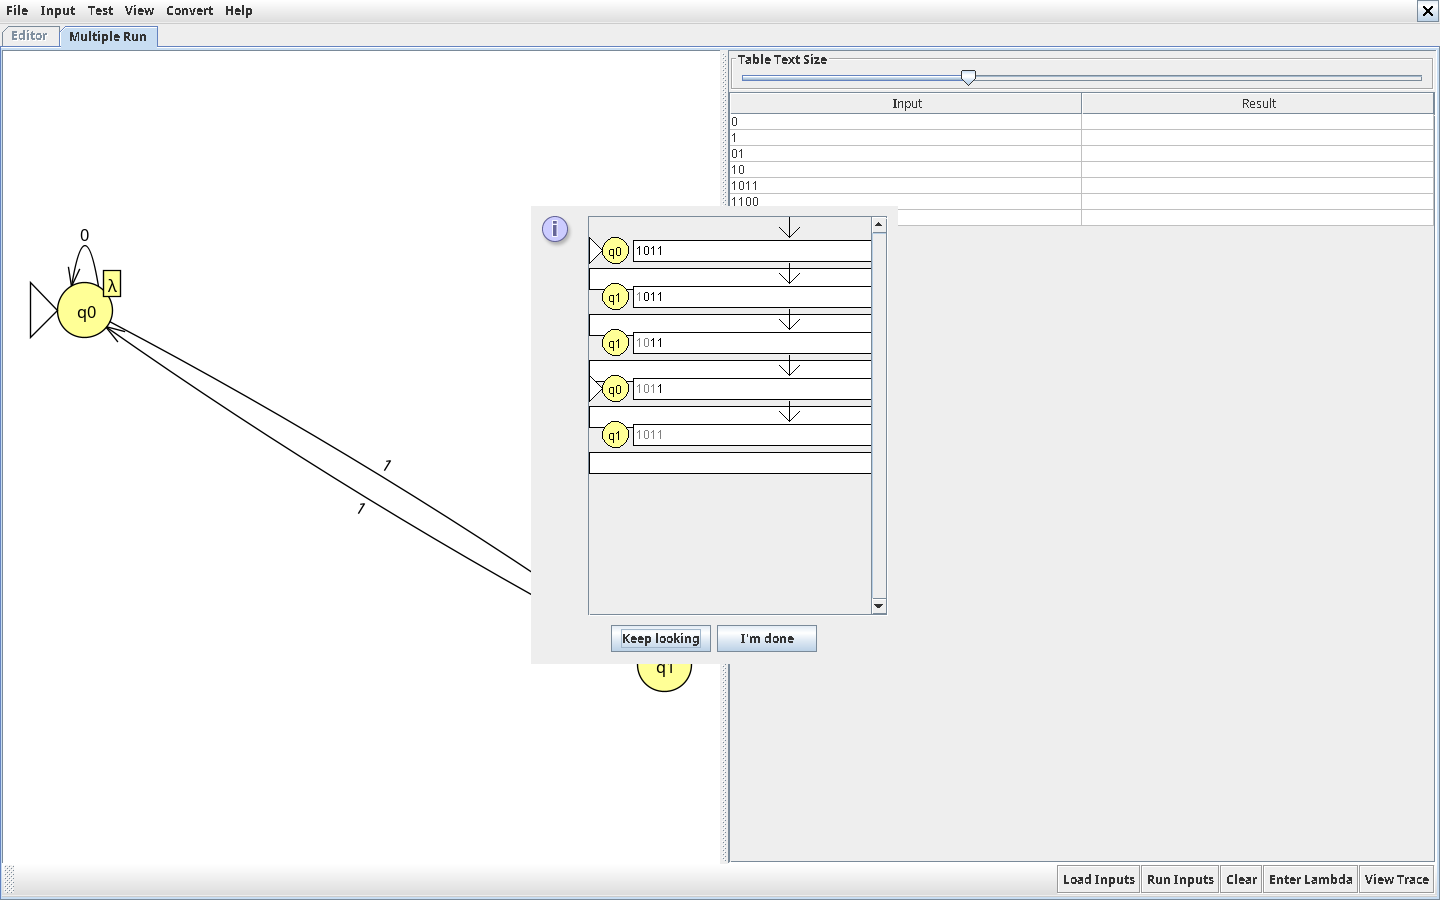 File Input Test View Convert Help
Editor Multiple Run
Table Text Size
Input Result
0
1
01
10
1011
1100
0
λ
q0
1
1
q1
q0 1011
q1 1011
q1 1011
q0 1011
q1 1011
Keep looking I'm done
Load Inputs Run Inputs Clear Enter Lambda View Trace